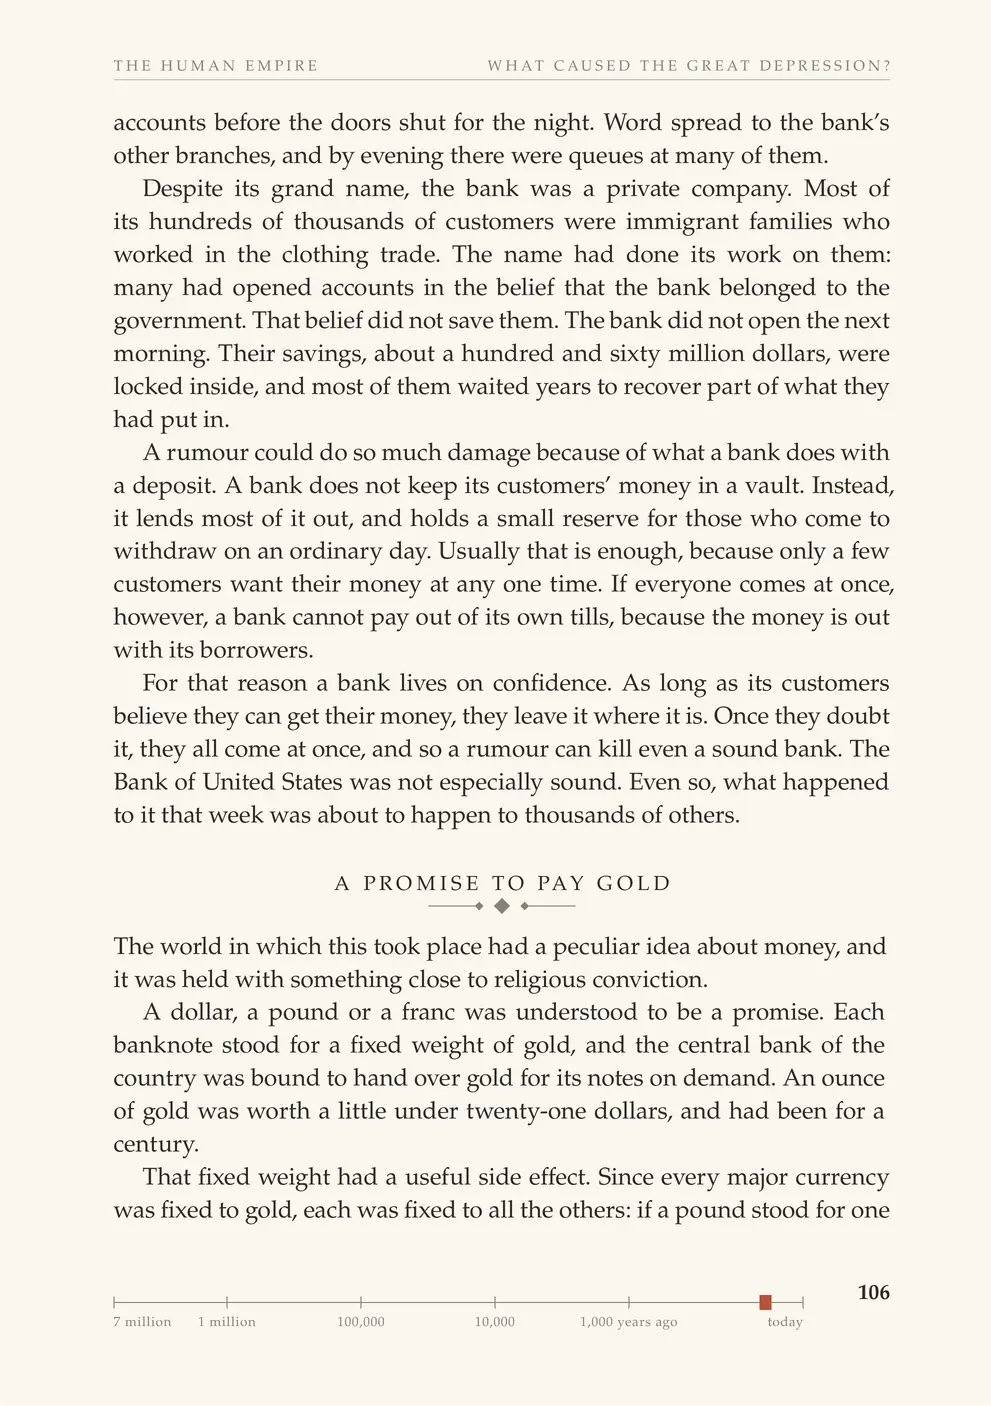 THE HUMAN EMPIRE
WHAT CAUSED THE GREAT DEPRESSION?
accounts before the doors shut for the night. Word spread to the bank’s
other branches, and by evening there were queues at many of them.
Despite its grand name, the bank was a private company. Most of
its hundreds of thousands of customers were immigrant families who
worked in the clothing trade. The name had done its work on them:
many had opened accounts in the belief that the bank belonged to the
government. That belief did not save them. The bank did not open the next
morning. Their savings, about a hundred and sixty million dollars, were
locked inside, and most of them waited years to recover part of what they
had put in.
A rumour could do so much damage because of what a bank does with
a deposit. A bank does not keep its customers’ money in a vault. Instead,
it lends most of it out, and holds a small reserve for those who come to
withdraw on an ordinary day. Usually that is enough, because only a few
customers want their money at any one time. If everyone comes at once,
however, a bank cannot pay out of its own tills, because the money is out
with its borrowers.
For that reason a bank lives on confidence. As long as its customers
believe they can get their money, they leave it where it is. Once they doubt
it, they all come at once, and so a rumour can kill even a sound bank. The
Bank of United States was not especially sound. Even so, what happened
to it that week was about to happen to thousands of others.
A PROMISE TO PAY GOLD
The world in which this took place had a peculiar idea about money, and
it was held with something close to religious conviction.
A dollar, a pound or a franc was understood to be a promise. Each
banknote stood for a fixed weight of gold, and the central bank of the
country was bound to hand over gold for its notes on demand. An ounce
of gold was worth a little under twenty-one dollars, and had been for a
century.
That fixed weight had a useful side effect. Since every major currency
was fixed to gold, each was fixed to all the others: if a pound stood for one
106
7 million
1 million
100,000
10,000
1,000 years ago
today